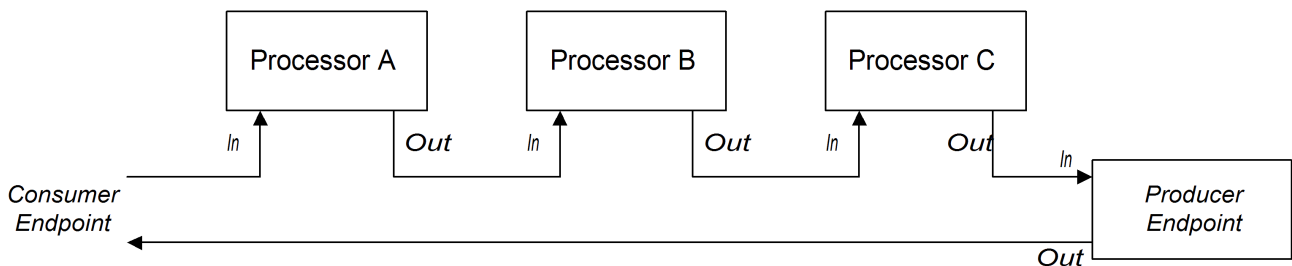 Processor A
Processor B
Processor C
In
Out
In
Out
In
Out
In
Consumer
Endpoint
Producer
Endpoint
Out